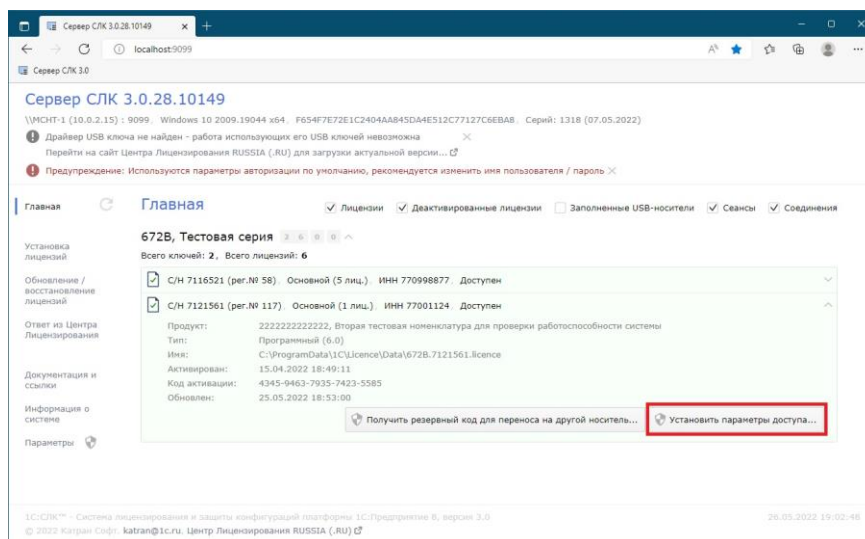 Сервер СЛК 3.0.28.10149
localhost:9099
Сервер СЛК 3.0
Сервер СЛК 3.0.28.10149
\\МСНТ-1 (10.0.2.15) : 9099, Windows 10 2009.19044 x64, F654F7E72E1C2404AA845DA4E512C77127C6EBA8, Серий: 1318 (07.05.2022)
Драйвер USB ключа не найден - работа использующих его USB ключей невозможна
Перейти на сайт Центра Лицензирования RUSSIA (.RU) для загрузки актуальной версии...
Предупреждение: Используются параметры авторизации по умолчанию, рекомендуется изменить имя пользователя / пароль
Главная
Главная
Лицензии
Деактивированные лицензии
Заполненные USB-носители
Сеансы
Соединения
672B, Тестовая серия 3 6 0 0
Всего ключей: 2, Всего лицензий: 6
Установка лицензий
Обновление / восстановление лицензий
Ответ из Центра Лицензирования
Документация и ссылки
Информация о системе
Параметры
С/Н 7116521 (рег.№ 58), Основной (5 лиц.), ИНН 770998877, Доступен
С/Н 7121561 (рег.№ 117), Основной (1 лиц.), ИНН 77001124, Доступен
Продукт: 2222222222222, Вторая тестовая номенклатура для проверки работоспособности системы
Тип: Программный (6.0)
Имя: C:\ProgramData\1C\Licence\Data\672B.7121561.licence
Активирован: 15.04.2022 18:49:11
Код активации: 4345-9463-7935-7423-5585
Обновлен: 25.05.2022 18:53:00
Получить резервный код для переноса на другой носитель...
Установить параметры доступа...
1С:СЛК™ - Система лицензирования и защиты конфигураций платформы 1С:Предприятие 8, версия 3.0
26.05.2022 19:02:48
© 2022 Катран Софт, katran@1c.ru, Центр Лицензирования RUSSIA (.RU)